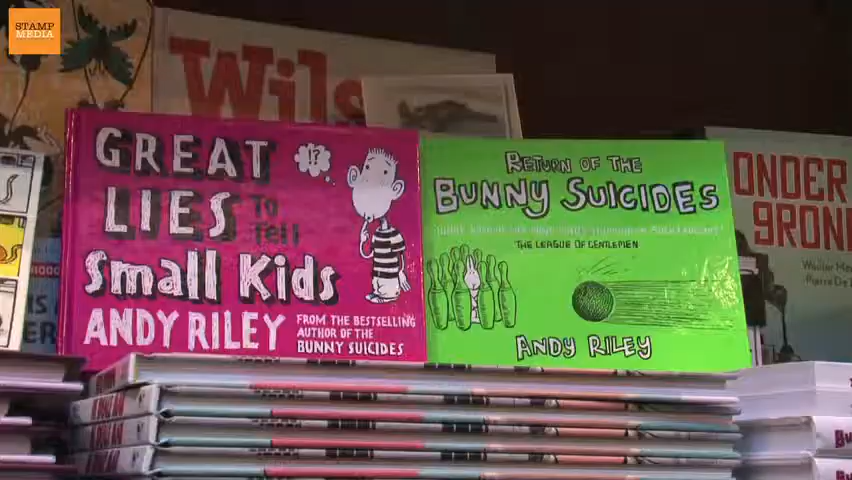 STAMP
MEDIA
Wils
GREAT
LIES TO
Tell
Small Kids
ANDY RILEY
FROM THE BESTSELLING
AUTHOR OF THE
BUNNY SUICIDES
!?
RETURN OF THE
BUNNY SUICIDES
THE LEAGUE OF GENTLEMEN
ANDY RILEY
ONDER
GRON